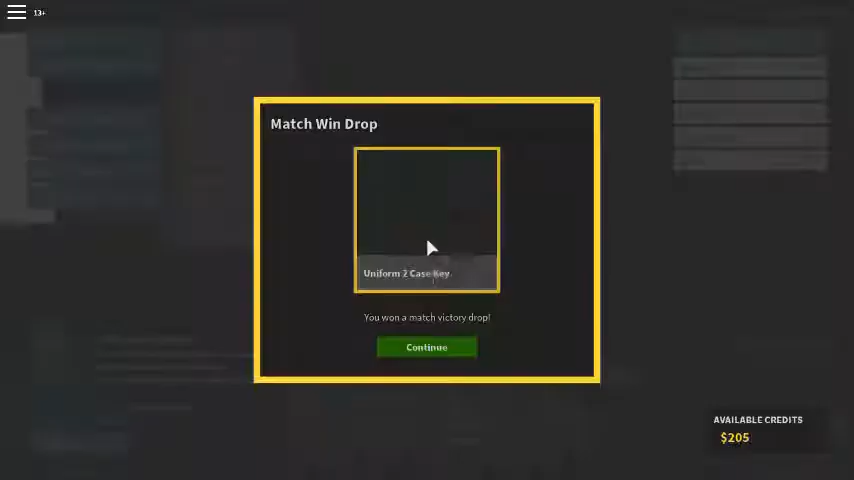 13+
Match Win Drop
Uniform 2 Case Key
You won a match victory drop!
Continue
AVAILABLE CREDITS
$205